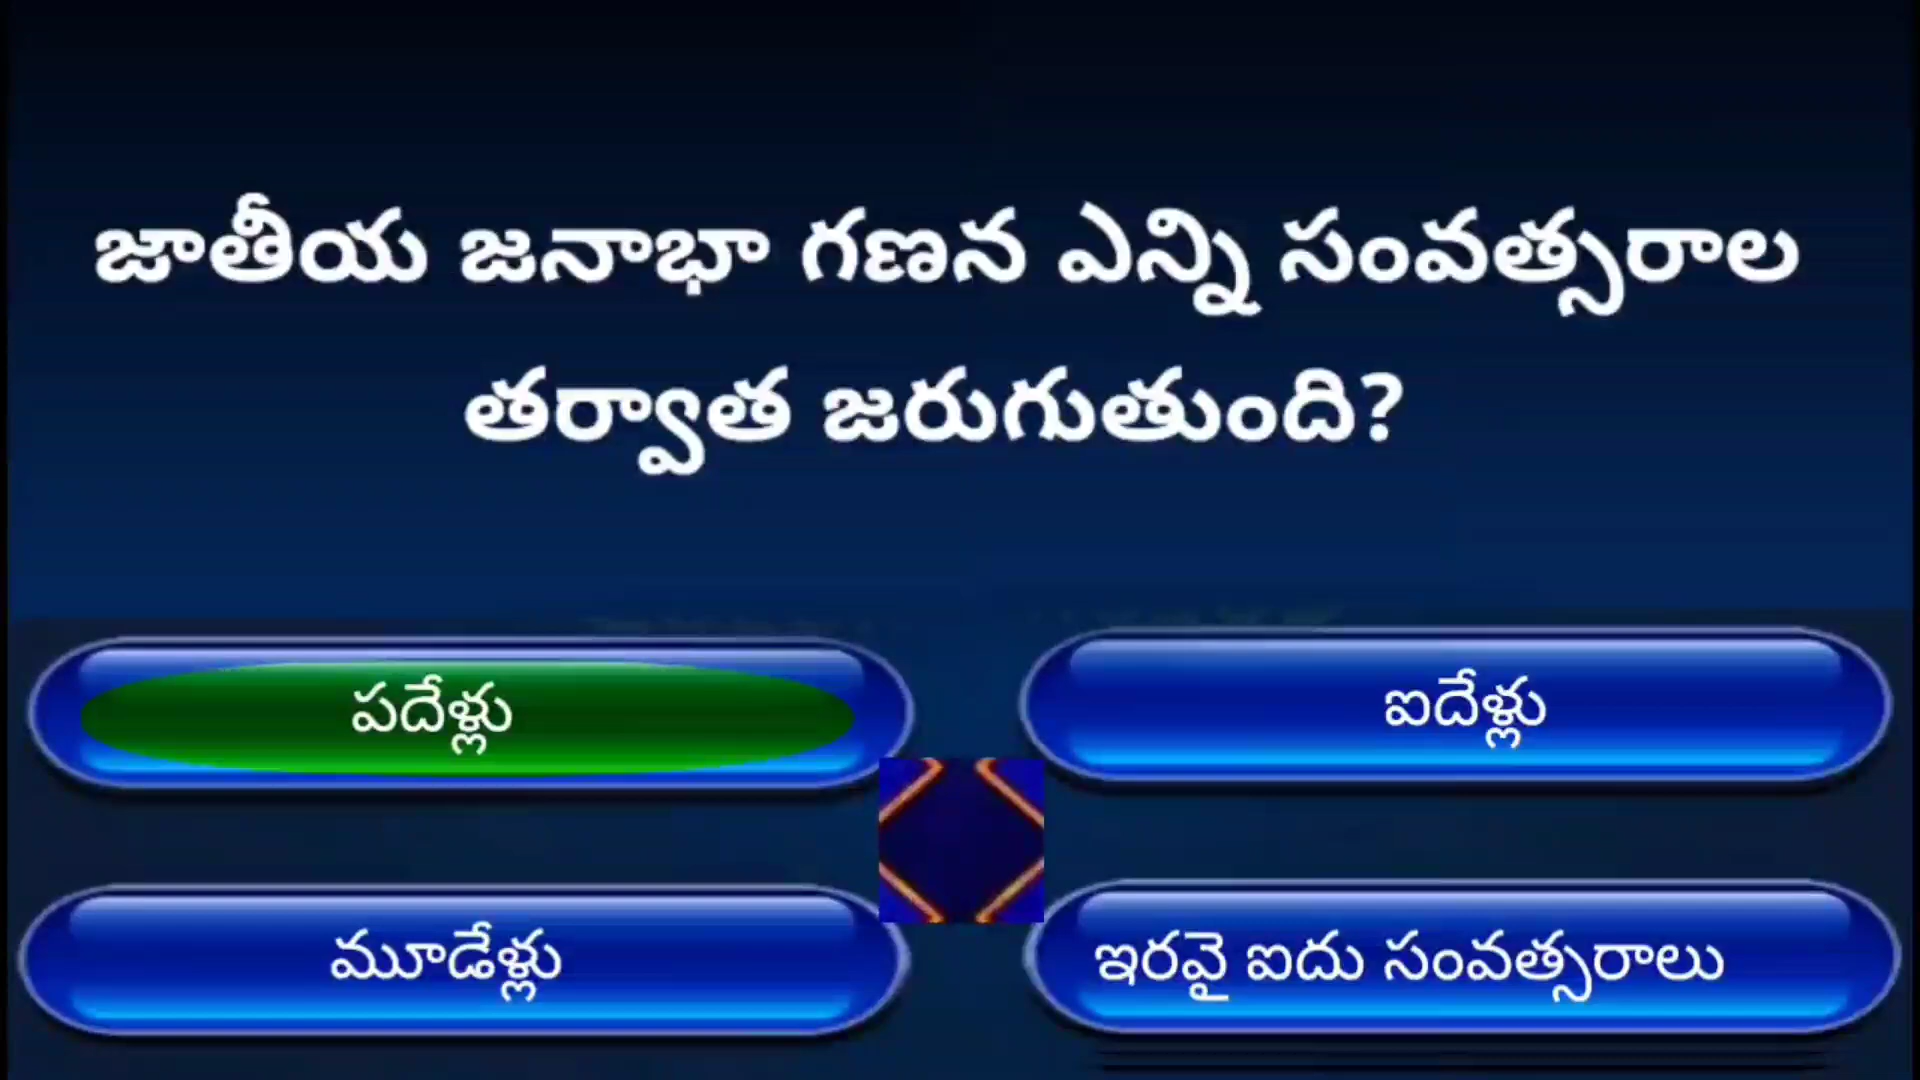 జాతీయ జనాభా గణన ఎన్ని సంవత్సరాల
తర్వాత జరుగుతుంది?
పదేళ్లు
ఐదేళ్లు
మూడేళ్లు
ఇరవై ఐదు సంవత్సరాలు